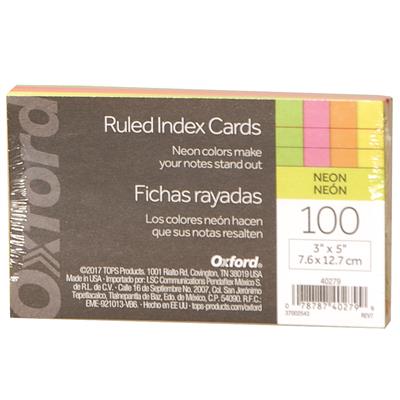 Oxford
Ruled Index Cards
Neon colors make
your notes stand out
Fichas rayadas
Los colores neón hacen
que sus notas resalten
Oxford
©2017 TOPS Products, 1001 Rialto Rd, Covington, TN 38019 USA
Made in USA • Importado por: LSC Communications Pendaflex México S.
de R.L. de C.V. • Calle 16 de Septiembre No. 2007, Col. San Jerónimo
Tepetlacalco, Tlalnepantla de Baz, Edo. de México, C.P. 54090. R.F.C.:
EME-921013-VB6. • Hecho en EE UU • tops-products.com/oxford
NEON
NEÓN
100
3" x 5"
7.6 x 12.7 cm
40279
0 78787 40279 8
37002543 REV7